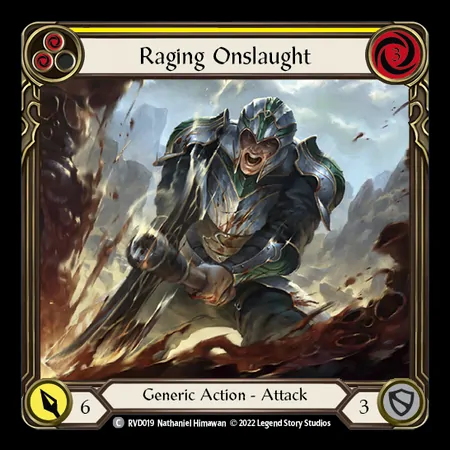 Raging Onslaught
3
Generic Action - Attack
6
3
C RVD019 Nathaniel Himawan © 2022 Legend Story Studios